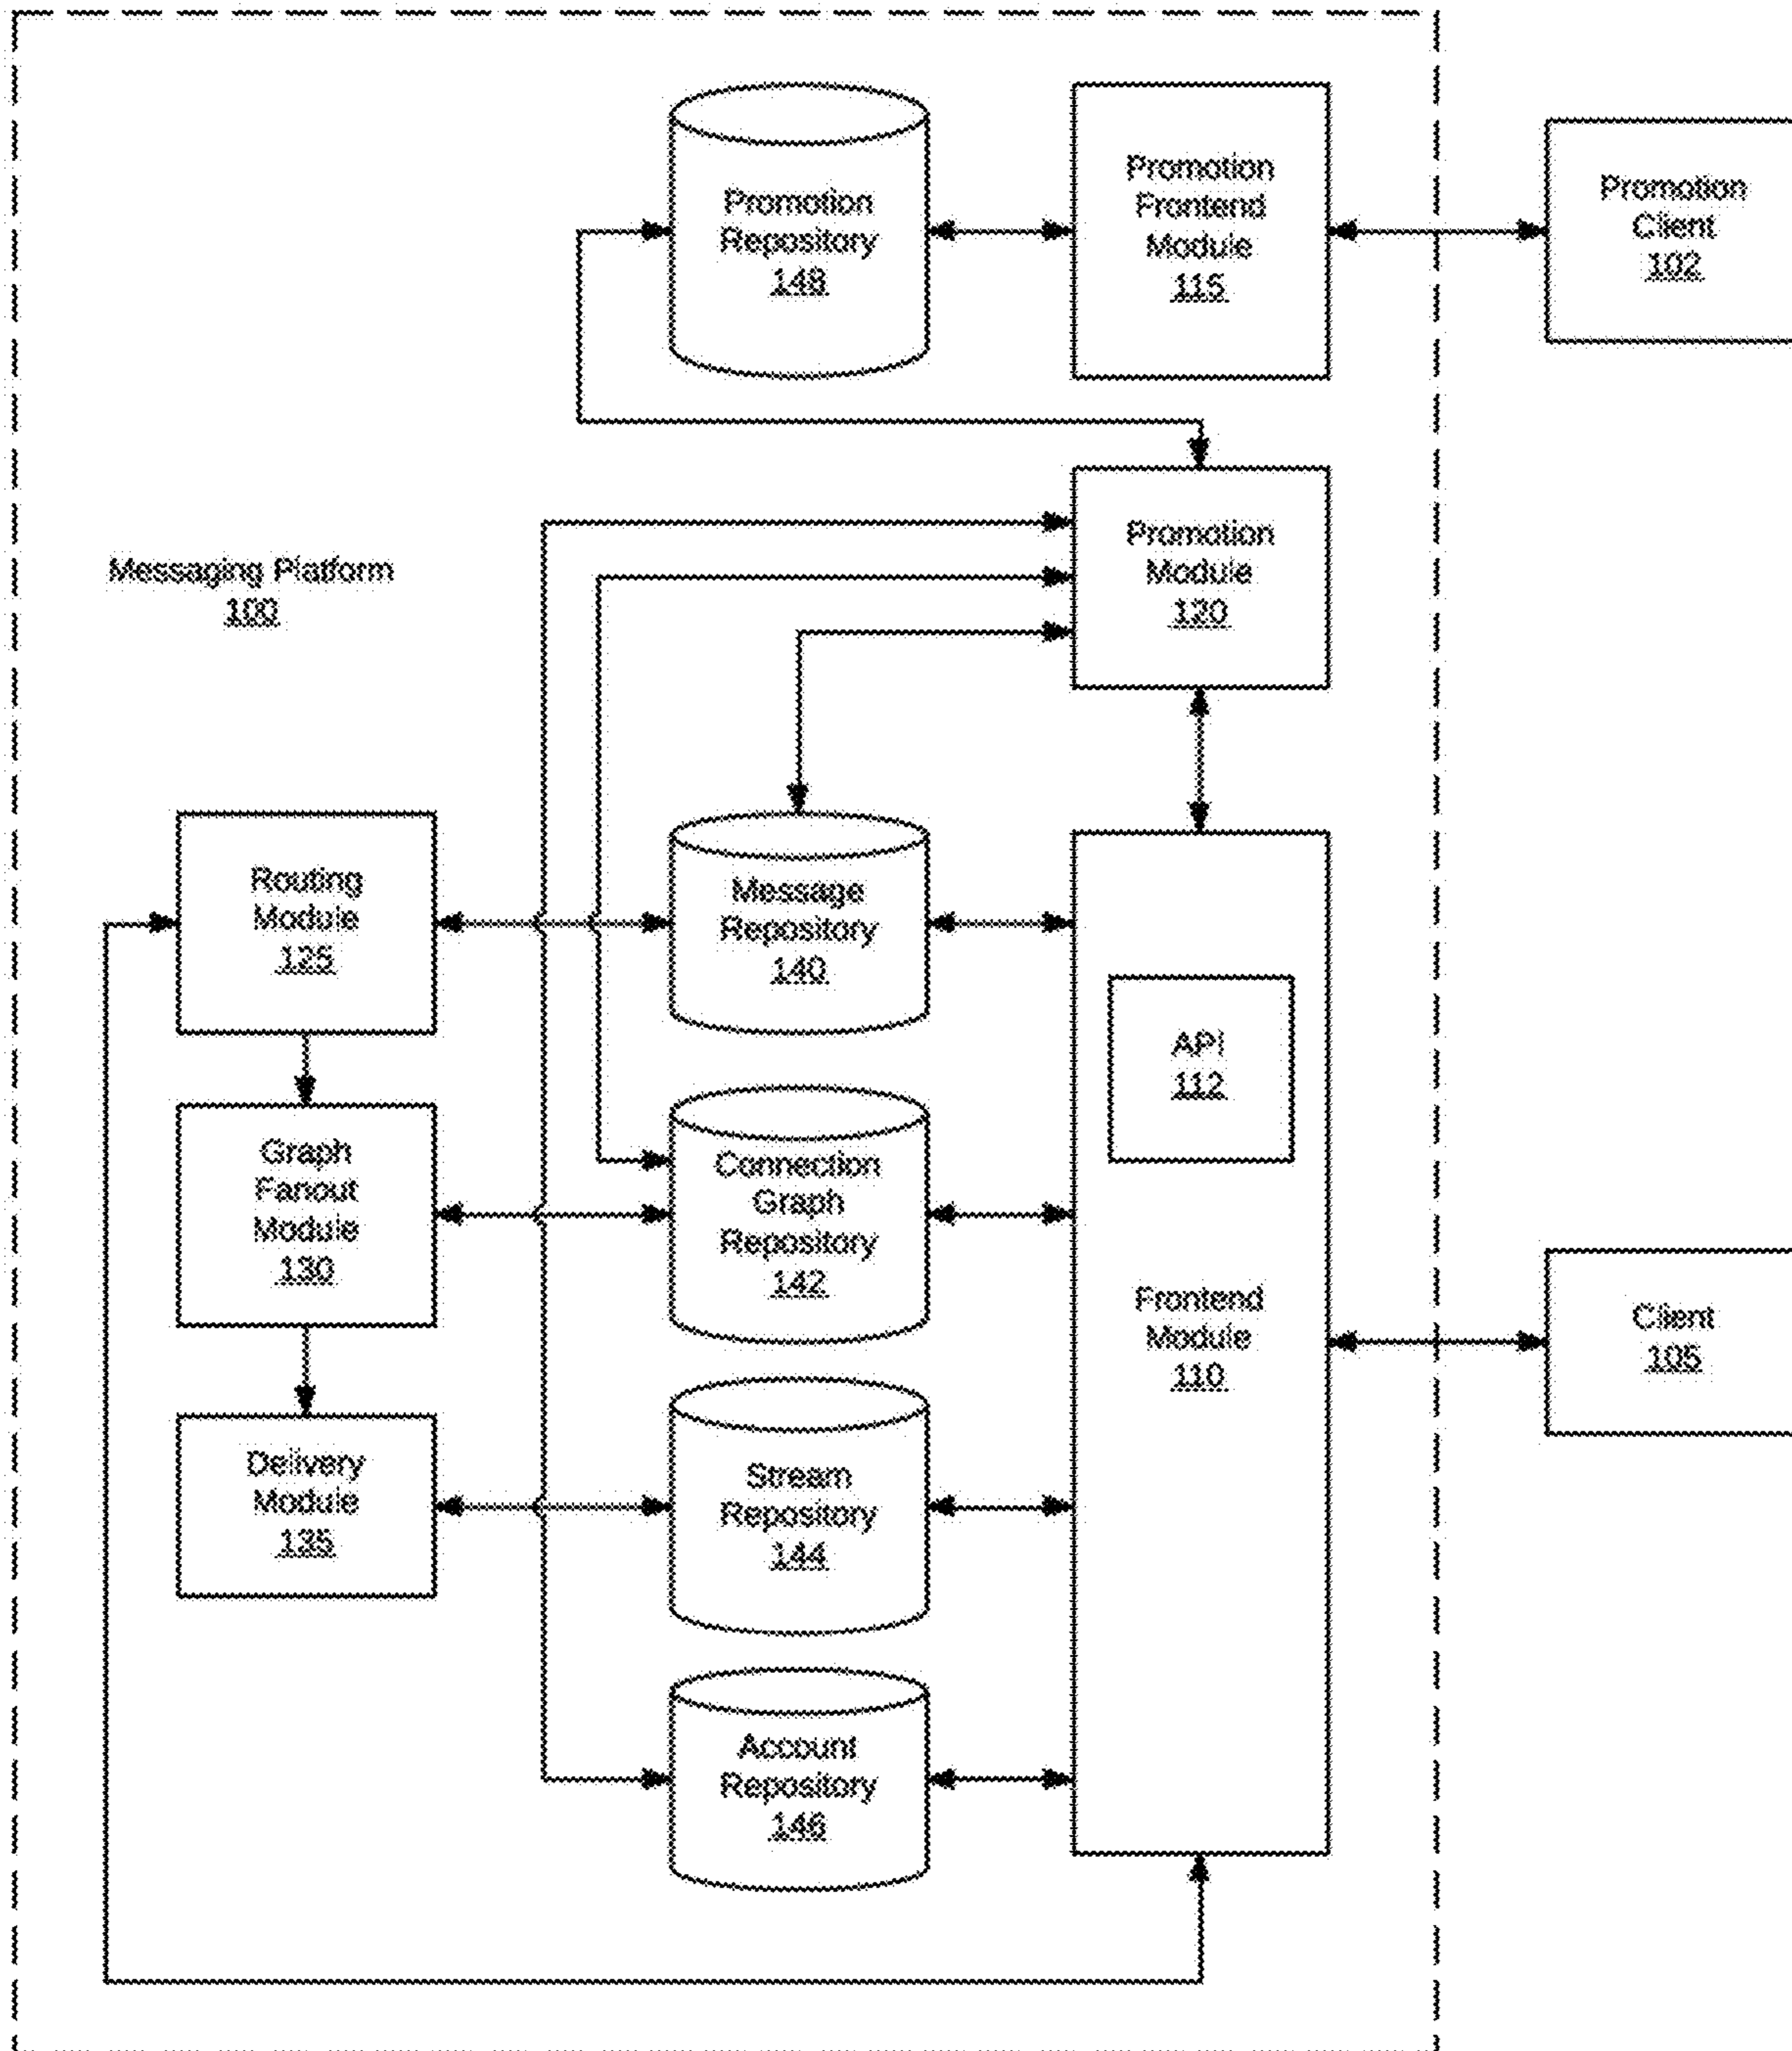 Promotion
Repository
148
Promotion
Frontend
Module
115
Promotion
Client
102
Messaging Platform
100
Promotion
Module
120
Routing
Module
125
Message
Repository
140
API
112
Graph
Fanout
Module
130
Connection
Graph
Repository
142
Frontend
Module
110
Client
105
Delivery
Module
135
Stream
Repository
144
Account
Repository
146